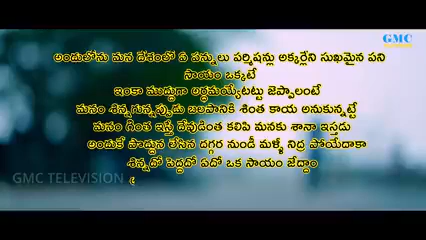 GMC
అందులోను మన దేశంలో ఏ పన్నులు పర్మిషన్లు అక్కర్లేని సుఖమైన పని
సాయం ఒక్కటే
ఇంకా ముద్దుగా అర్థమయ్యేటట్టు జెప్పాలంటే
మనం శిన్నగున్నప్పుడు బలపానికి శింత కాయ అనుకున్నట్టే
మనం గింత ఇస్తే దేవుడింత కలిపి మనకు శానా ఇస్తడు
అందుకే పొద్దున లేసిన దగ్గర నుండీ మళ్ళీ నిద్ర పోయేదాకా
శిన్నదో పెద్దదో ఏదో ఒక సాయం జేద్దాం
GMC TELEVISION